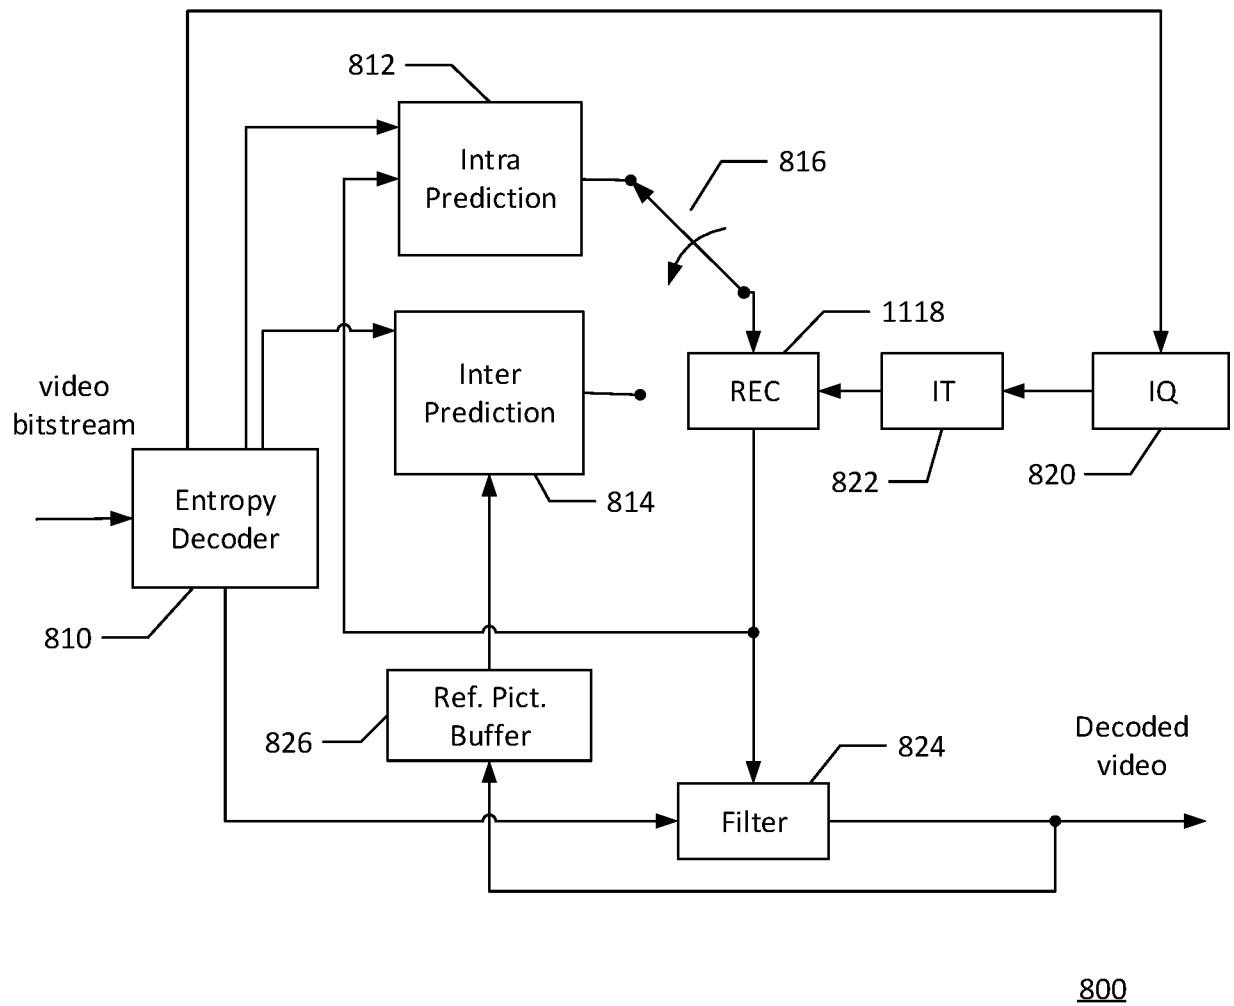 812
Intra
Prediction
816
1118
video
bitstream
Inter
Prediction
REC
IT
IQ
822
820
814
Entropy
Decoder
810
Ref. Pict.
Buffer
826
824
Decoded
video
Filter
800